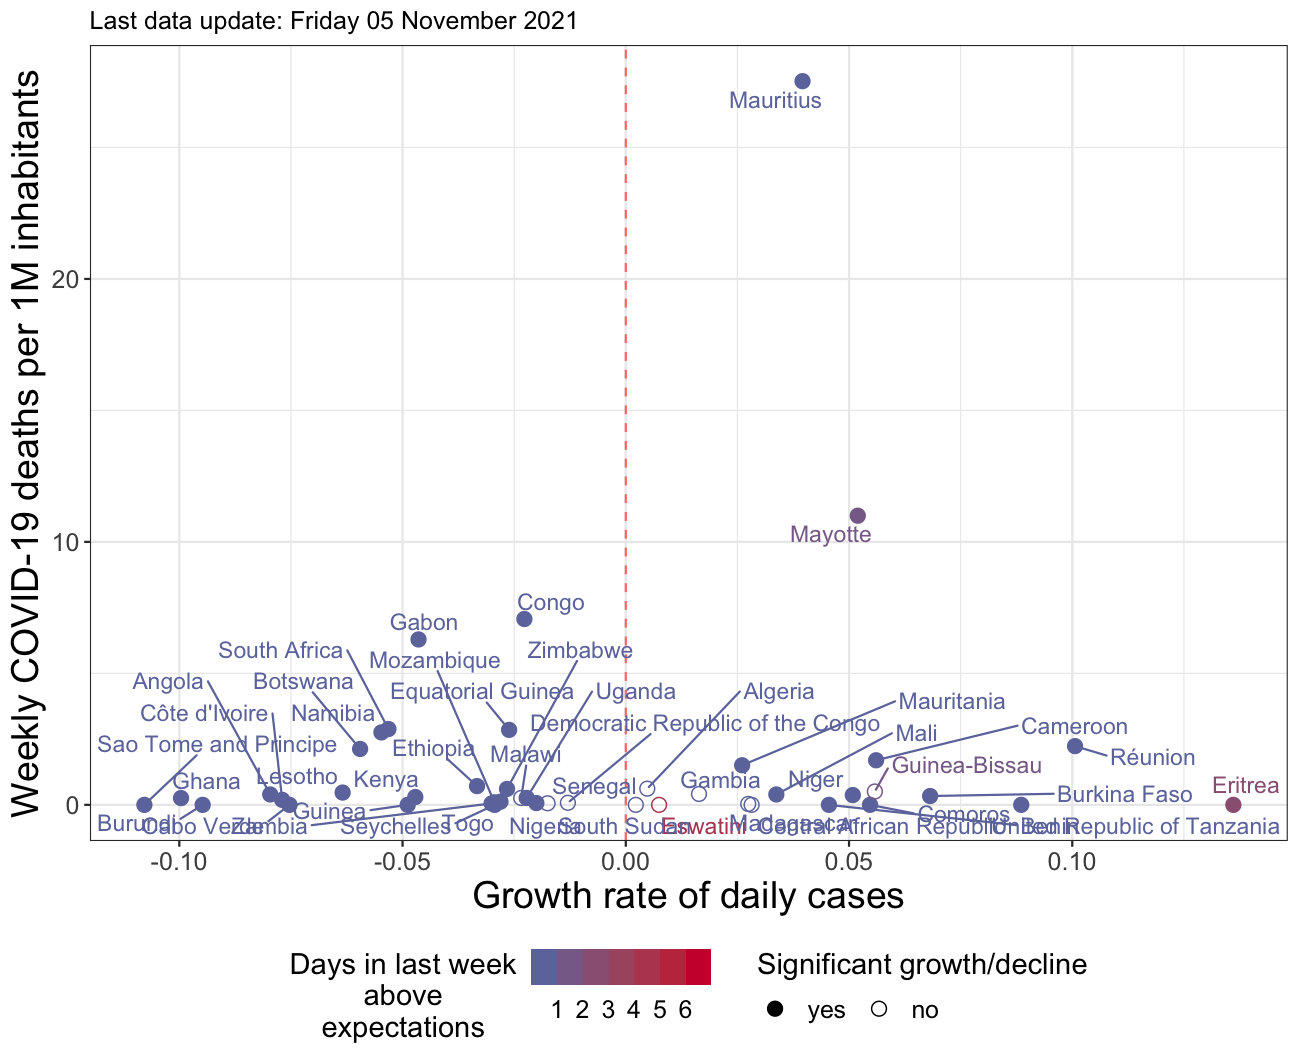 Last data update: Friday 05 November 2021
Weekly COVID-19 deaths per 1M inhabitants
20
10
0
Mauritius
Mayotte
Congo
Gabon
South Africa
Zimbabwe
Mozambique
Angola
Botswana
Equatorial Guinea
Uganda
Algeria
Mauritania
Côte d'Ivoire
Namibia
Democratic Republic of the Congo
Mali
Cameroon
Sao Tome and Principe
Ethiopia
Malawi
Réunion
Guinea-Bissau
Ghana
Lesotho
Kenya
Senegal
Gambia
Niger
Burkina Faso
Eritrea
Guinea
Comoros
Burundi
Cabo Verde
Zambia
Seychelles
Togo
Nigeria
South Sudan
Eswatini
Madagascar
Central African Republic
Benin
United Republic of Tanzania
-0.10
-0.05
0.00
0.05
0.10
Growth rate of daily cases
Days in last week
above
expectations
1 2 3 4 5 6
Significant growth/decline
yes
no